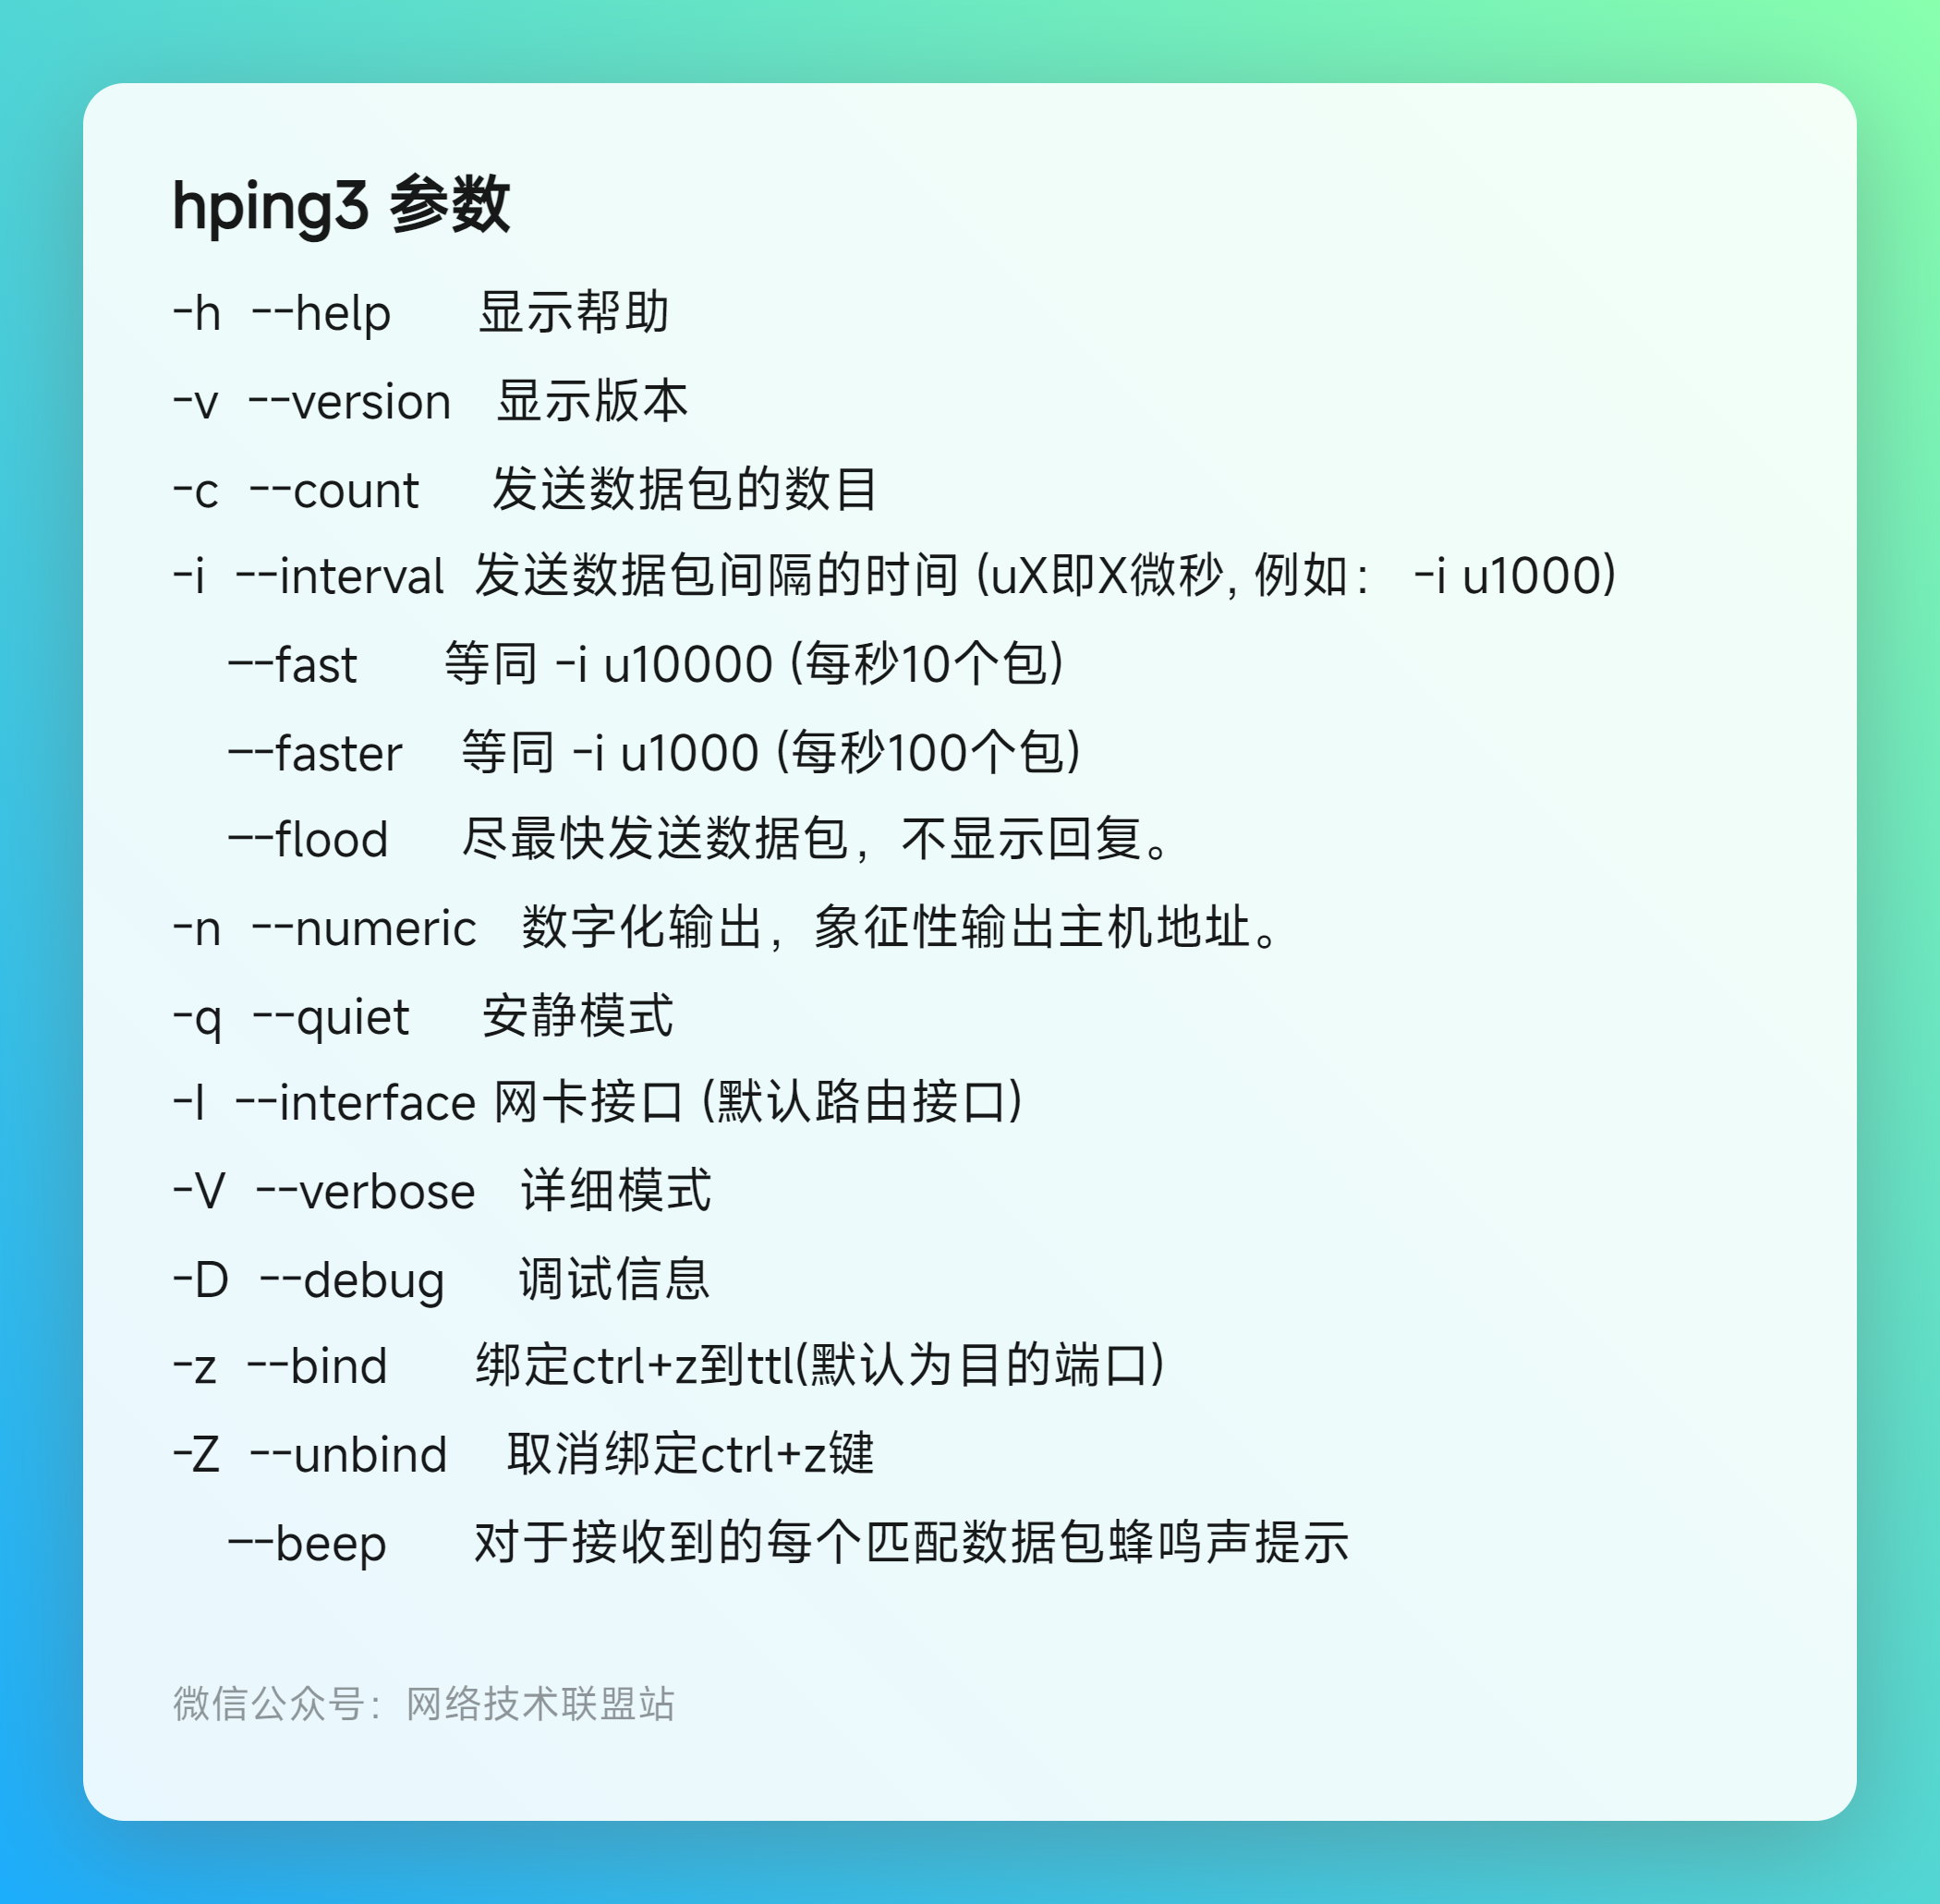 hping3 参数
-h --help 显示帮助
-v --version 显示版本
-c --count 发送数据包的数目
-i --interval 发送数据包间隔的时间 (uX即X微秒, 例如： -i u1000)
--fast 等同 -i u10000 (每秒10个包)
--faster 等同 -i u1000 (每秒100个包)
--flood 尽最快发送数据包，不显示回复。
-n --numeric 数字化输出，象征性输出主机地址。
-q --quiet 安静模式
-I --interface 网卡接口 (默认路由接口)
-V --verbose 详细模式
-D --debug 调试信息
-z --bind 绑定ctrl+z到ttl(默认为目的端口)
-Z --unbind 取消绑定ctrl+z键
--beep 对于接收到的每个匹配数据包蜂鸣声提示
微信公众号：网络技术联盟站